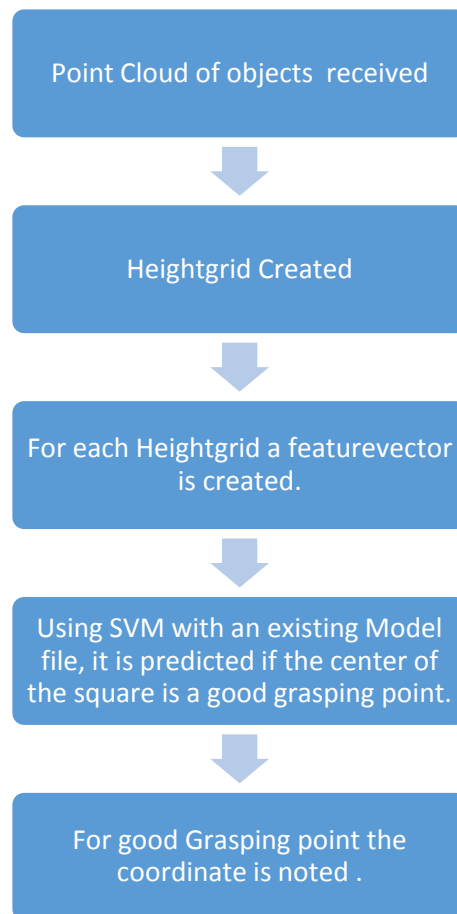 Point Cloud of objects  received
Heightgrid Created
For each Heightgrid a featurevector
is created.
Using SVM with an existing Model
file, it is predicted if the center of
the square is a good grasping point.
For good Grasping point the
coordinate is noted .